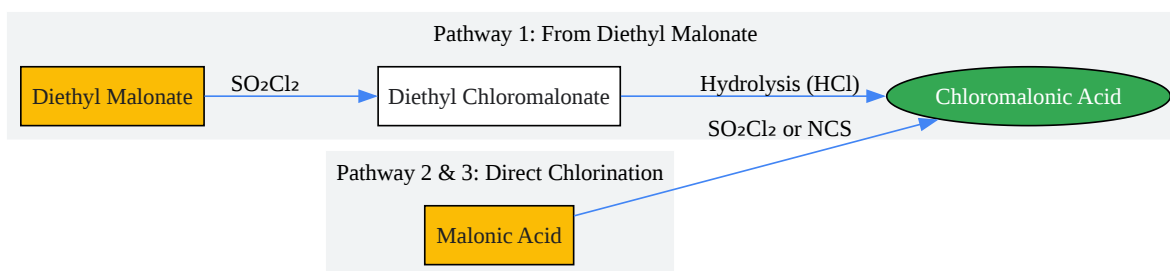 Pathway 1: From Diethyl Malonate
Diethyl Malonate
SO₂Cl₂
Diethyl Chloromalonate
Hydrolysis (HCl)
Chloromalonic Acid
SO₂Cl₂ or NCS
Pathway 2 & 3: Direct Chlorination
Malonic Acid